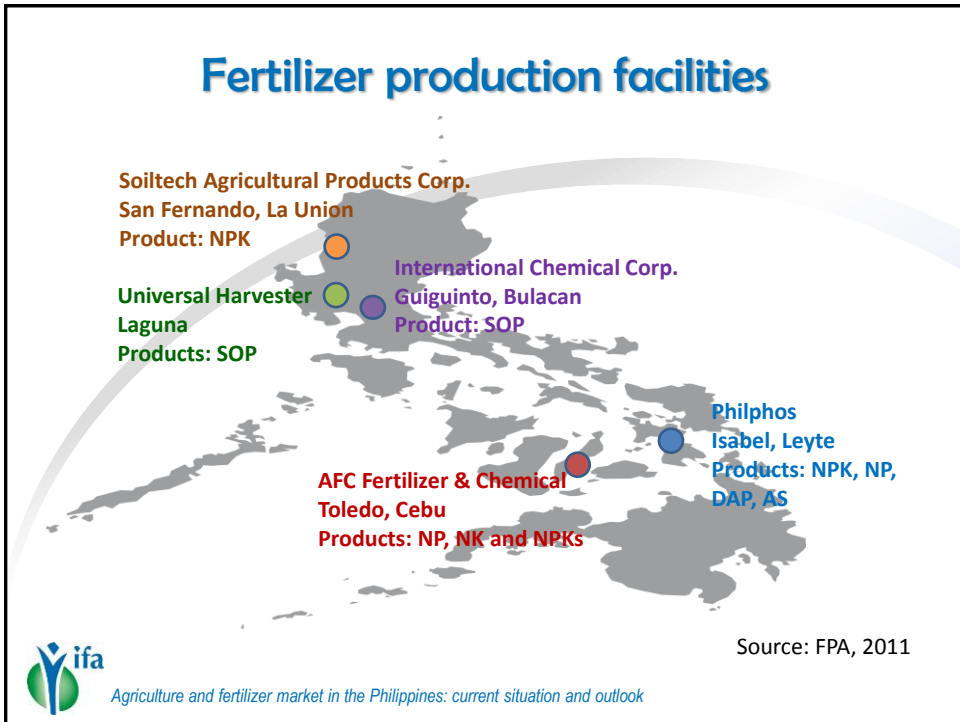 Fertilizer production facilities
Soiltech Agricultural Products Corp.
San Fernando, La Union
Product: NPK
International Chemical Corp.
Guiguinto, Bulacan
Product: SOP
Universal Harvester
Laguna
Products: SOP
Philphos
Isabel, Leyte
Products: NPK, NP,
DAP, AS
AFC Fertilizer & Chemical
Toledo, Cebu
Products: NP, NK and NPKs
Source: FPA, 2011
ifa
Agriculture and fertilizer market in the Philippines: current situation and outlook